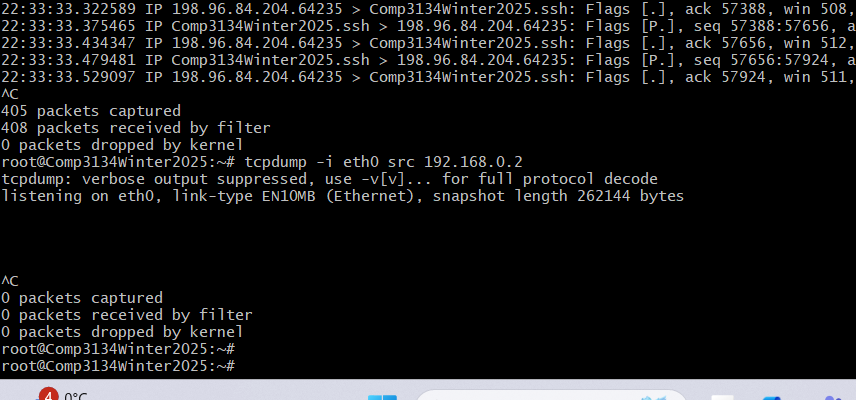 22:33:33.322589 IP 198.96.84.204.64235 > Comp3134Winter2025.ssh: Flags [.], ack 57388, win 508,
22:33:33.375465 IP Comp3134Winter2025.ssh > 198.96.84.204.64235: Flags [P.], seq 57388:57656, a
22:33:33.434347 IP 198.96.84.204.64235 > Comp3134Winter2025.ssh: Flags [.], ack 57656, win 512,
22:33:33.479481 IP Comp3134Winter2025.ssh > 198.96.84.204.64235: Flags [P.], seq 57656:57924, a
22:33:33.529097 IP 198.96.84.204.64235 > Comp3134Winter2025.ssh: Flags [.], ack 57924, win 511,
^C
405 packets captured
408 packets received by filter
0 packets dropped by kernel
root@Comp3134Winter2025:~# tcpdump -i eth0 src 192.168.0.2
tcpdump: verbose output suppressed, use -v[v]... for full protocol decode
listening on eth0, link-type EN10MB (Ethernet), snapshot length 262144 bytes
^C
0 packets captured
0 packets received by filter
0 packets dropped by kernel
root@Comp3134Winter2025:~#
root@Comp3134Winter2025:~#
4 0°C